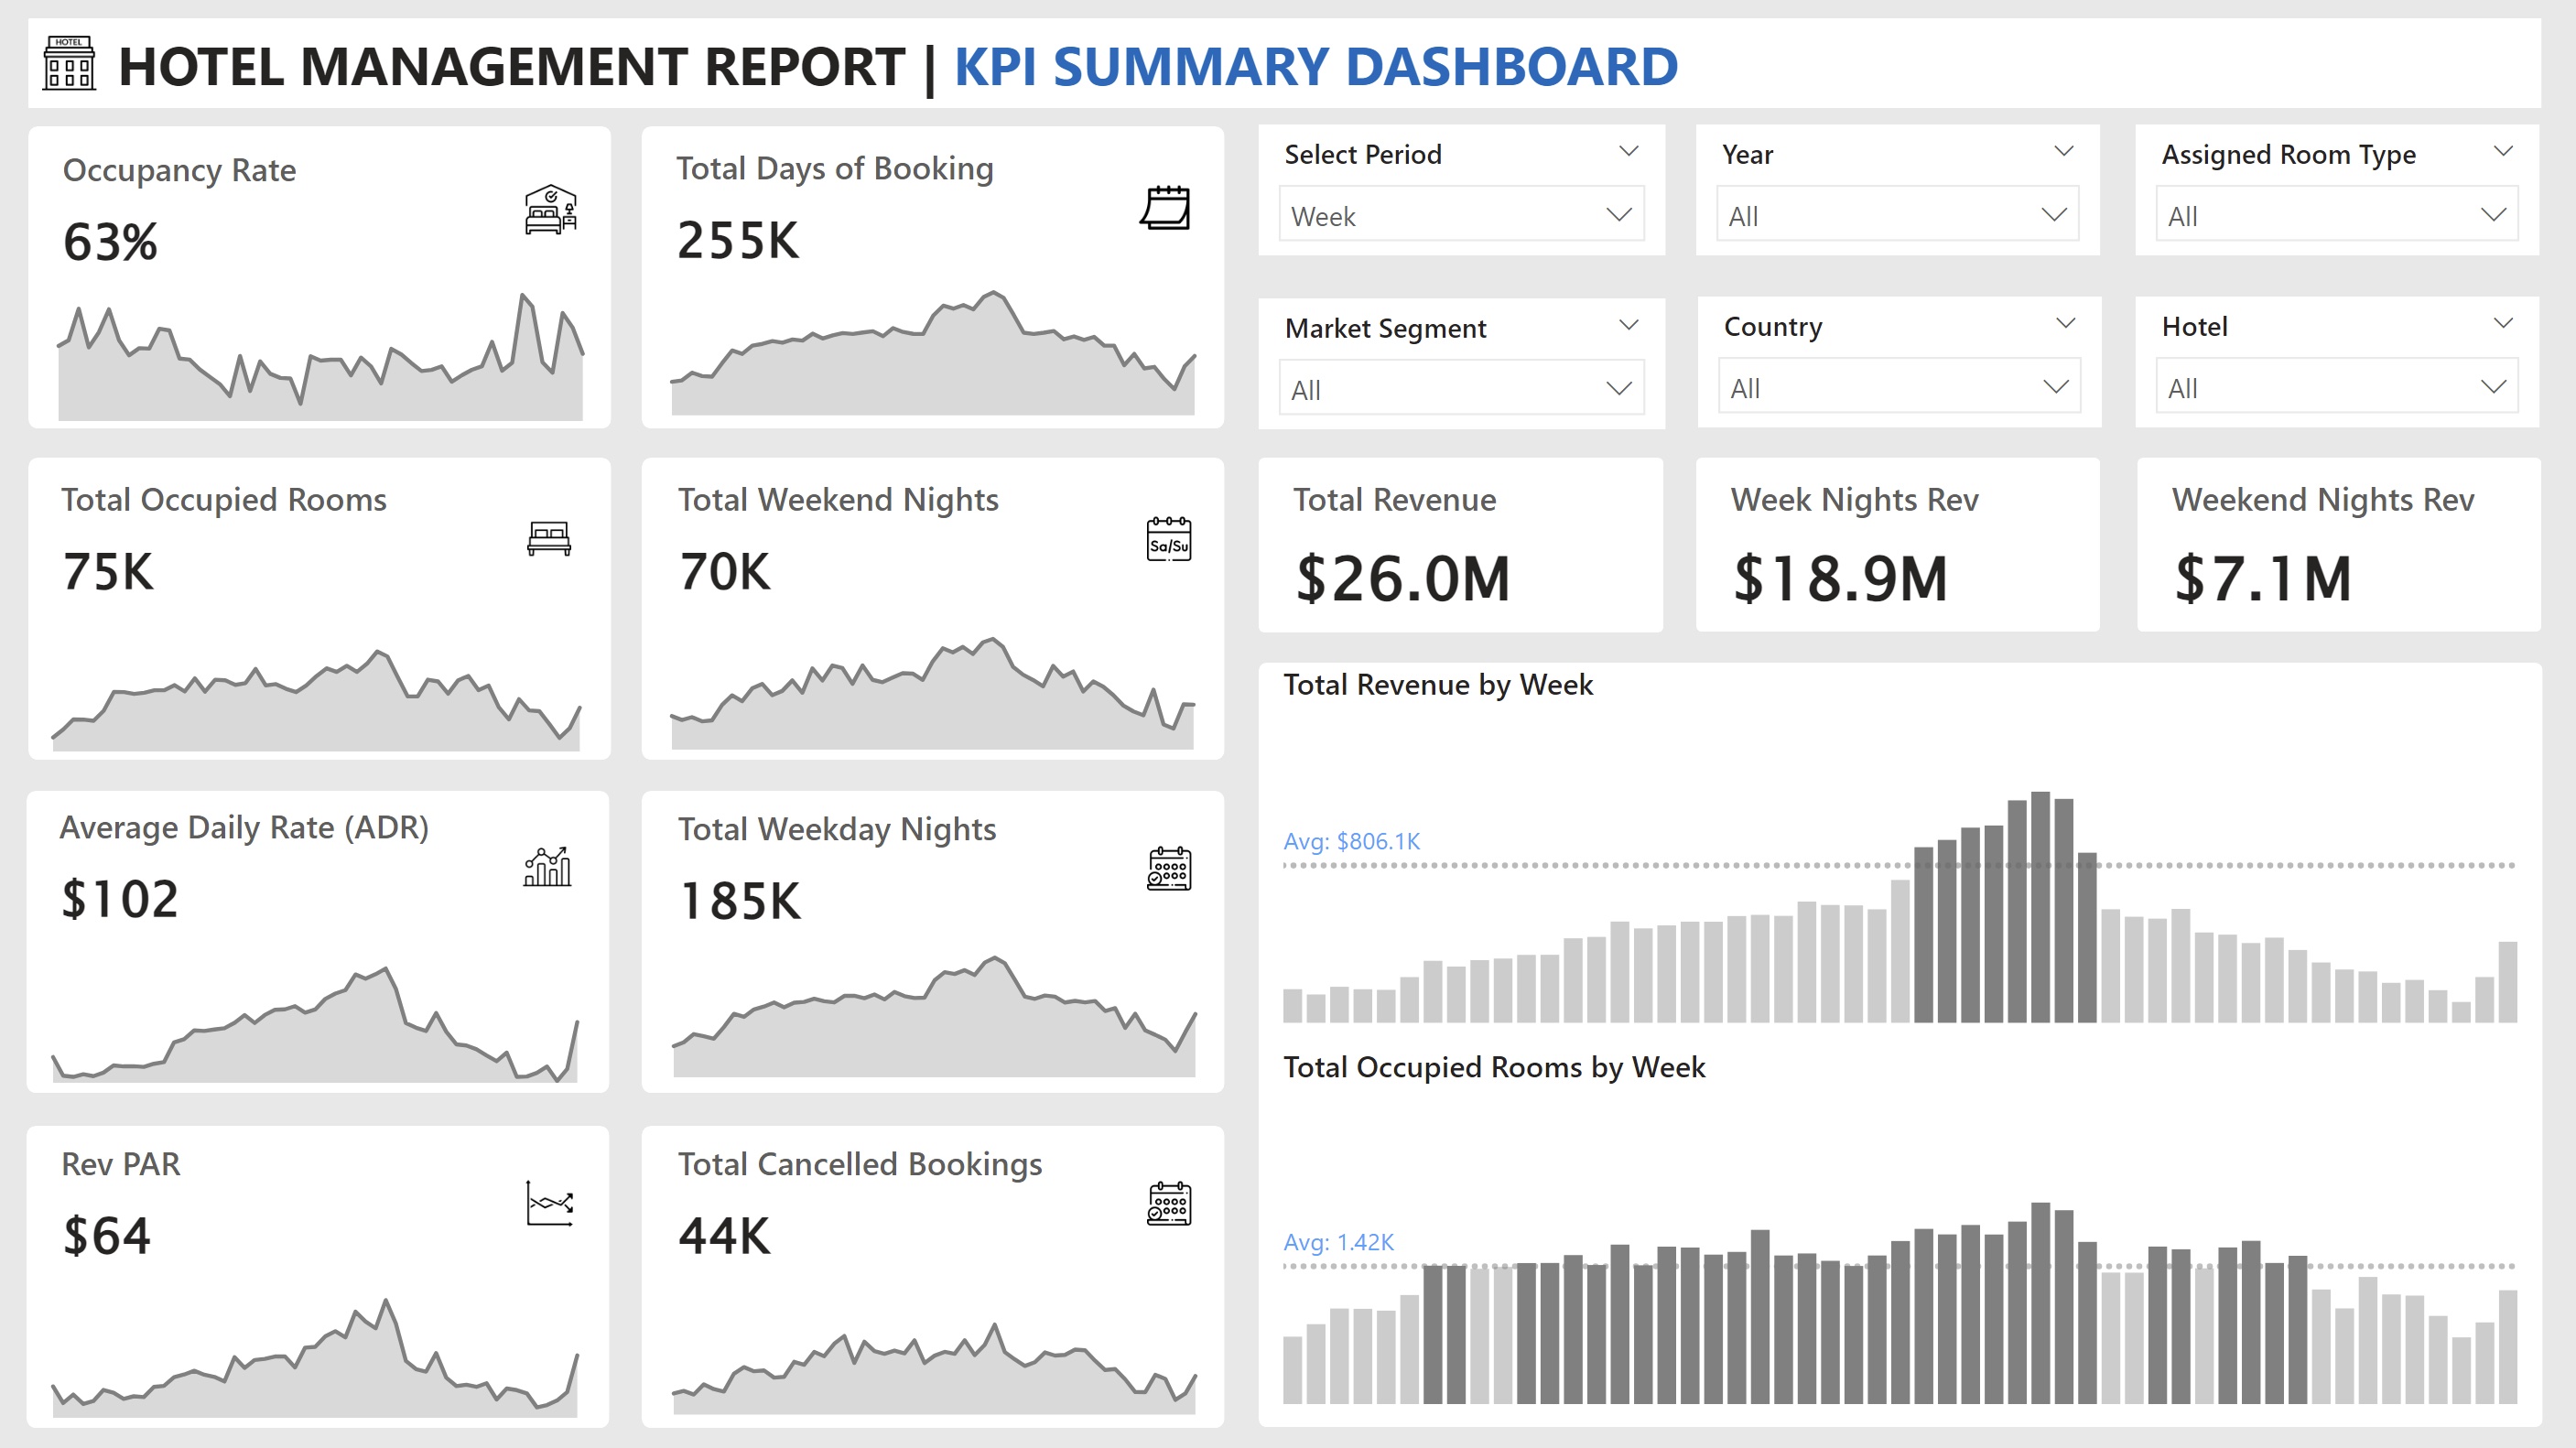 HOTEL
HOTEL MANAGEMENT REPORT | KPI SUMMARY DASHBOARD
Occupancy Rate
63%
Total Days of Booking
255K
Select Period
Week
Year
All
Assigned Room Type
All
Market Segment
All
Country
All
Hotel
All
Total Occupied Rooms
75K
Total Weekend Nights
70K
Sa/Su
Total Revenue
$26.0M
Week Nights Rev
$18.9M
Weekend Nights Rev
$7.1M
Average Daily Rate (ADR)
$102
Total Weekday Nights
185K
Rev PAR
$64
Total Cancelled Bookings
44K
Total Revenue by Week
Avg: $806.1K
Total Occupied Rooms by Week
Avg: 1.42K